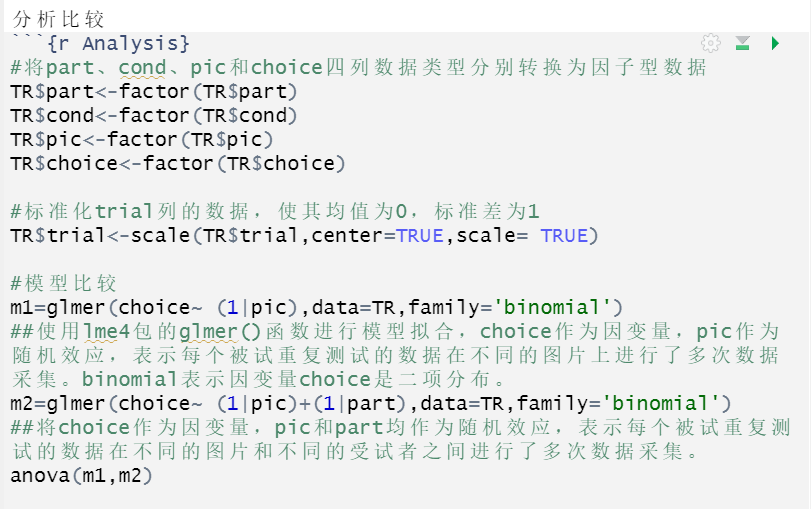 分析比较
```{r Analysis}
#将part、cond、pic和choice四列数据类型分别转换为因子型数据
TR$part<-factor(TR$part)
TR$cond<-factor(TR$cond)
TR$pic<-factor(TR$pic)
TR$choice<-factor(TR$choice)
#标准化trial列的数据，使其均值为0，标准差为1
TR$trial<-scale(TR$trial,center=TRUE,scale= TRUE)
#模型比较
m1=glmer(choice~ (1|pic),data=TR,family='binomial')
##使用lme4包的glmer()函数进行模型拟合，choice作为因变量，pic作为
随机效应，表示每个被试重复测试的数据在不同的图片上进行了多次数据
采集。binomial表示因变量choice是二项分布。
m2=glmer(choice~ (1|pic)+(1|part),data=TR,family='binomial')
##将choice作为因变量，pic和part均作为随机效应，表示每个被试重复测
试的数据在不同的图片和不同的受试者之间进行了多次数据采集。
anova(m1,m2)